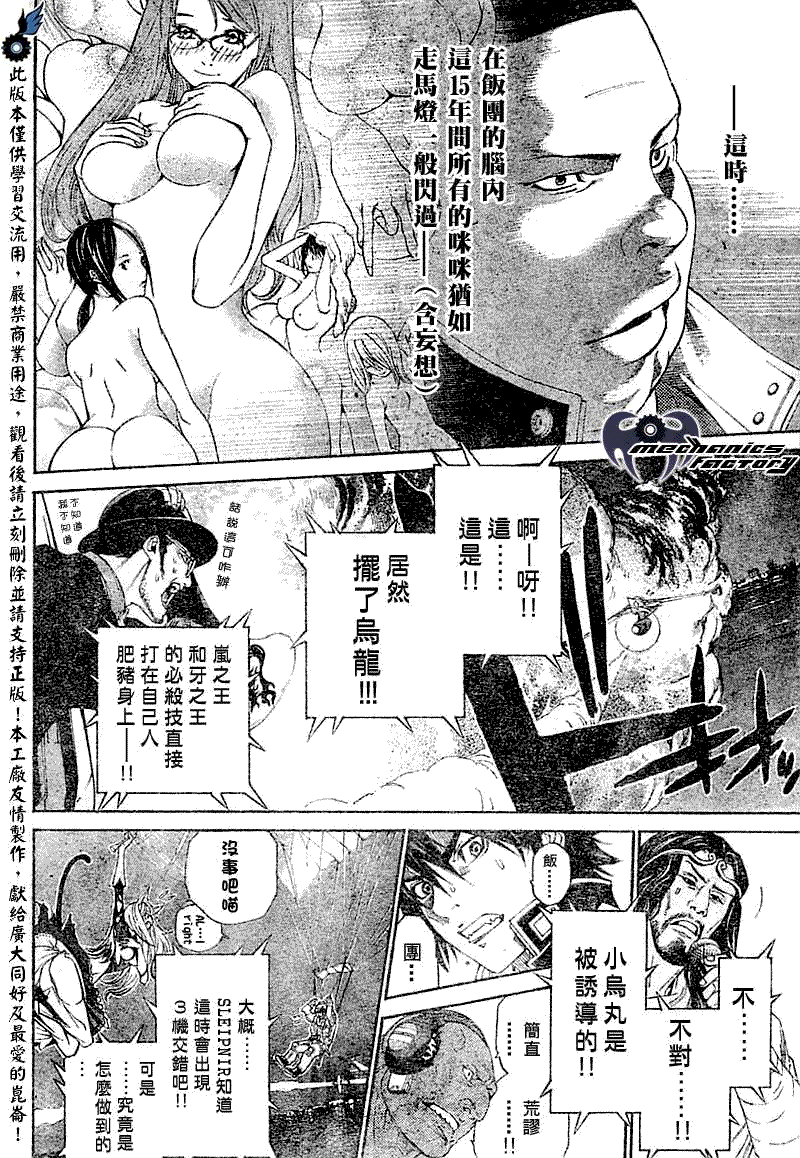 ——這時……
在飯團的腦內
這15年間所有的咪咪猶如
走馬燈一般閃過——（含妄想）
mechanics
factory
啊—呀!!
這……
這是!!
居然
擺了烏龍!!!
話說這可咋辦
不知道
我不知道
嵐之王
和牙之王
的必殺技直接
打在自己人
肥豬身上——!!
不……
不對……!!
小烏丸是
被誘導的!!
飯…
團…
簡直
荒謬
……
……!!
沒事吧喵
AL...l
right
大概……
SLEIPNIR知道
這時會出現
3機交錯吧!!
可是
……究竟是
怎麼做到的
…
此版本僅供學習交流用，嚴禁商業用途，觀看後請立刻刪除並請支持正版！本工廠友情製作，獻給廣大同好及最愛的崑崙！